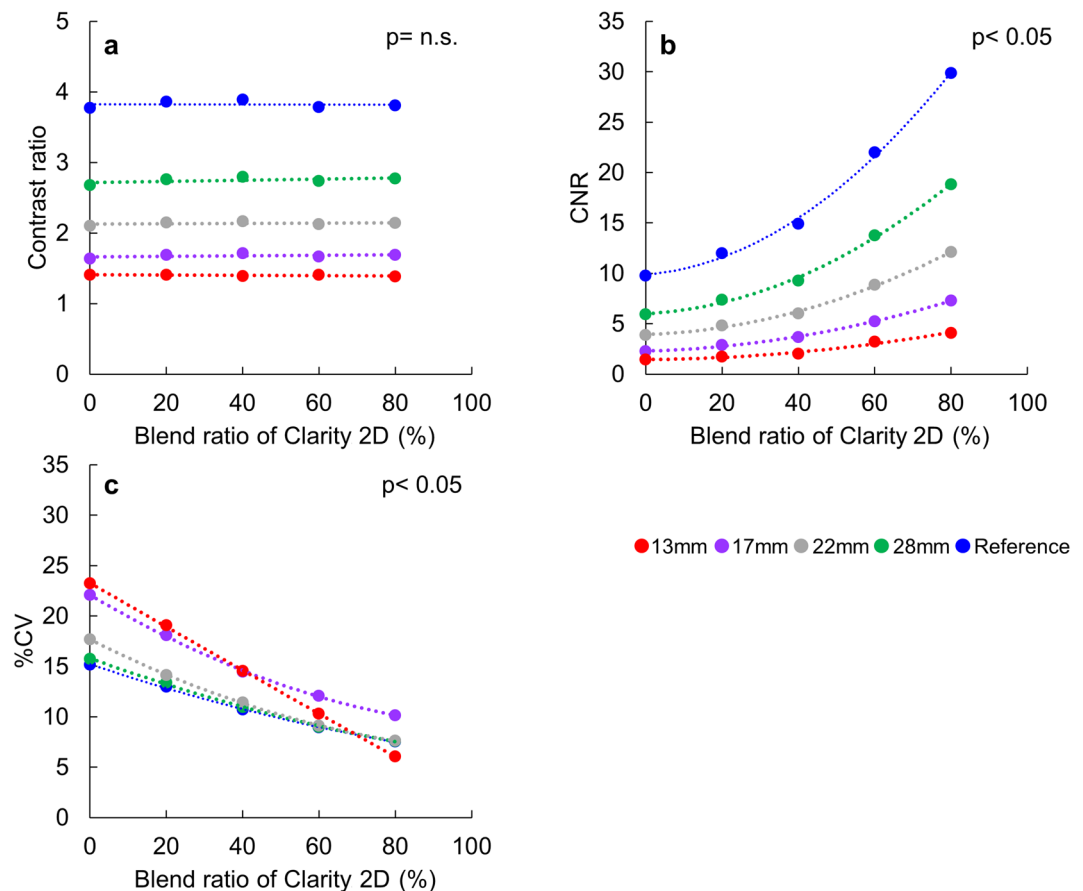 a
p= n.s.
5
4
3
2
1
0
Contrast ratio
0 20 40 60 80 100
Blend ratio of Clarity 2D (%)
b
p< 0.05
35
30
25
20
15
10
5
0
CNR
0 20 40 60 80 100
Blend ratio of Clarity 2D (%)
c
p< 0.05
35
30
25
20
15
10
5
0
%CV
0 20 40 60 80 100
Blend ratio of Clarity 2D (%)
13mm 17mm 22mm 28mm Reference